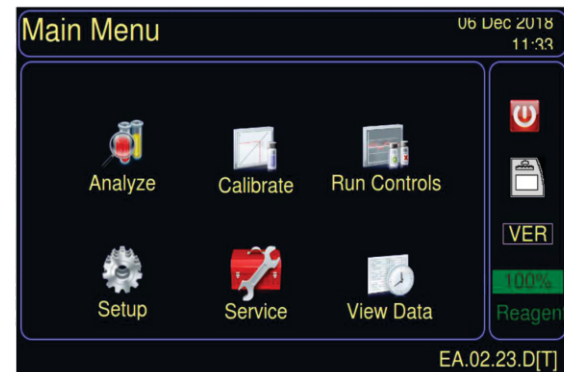 Main Menu
06 Dec 2018
11:33
Analyze
Calibrate
Run Controls
VER
100%
Reagent
Setup
Service
View Data
EA.02.23.D[T]